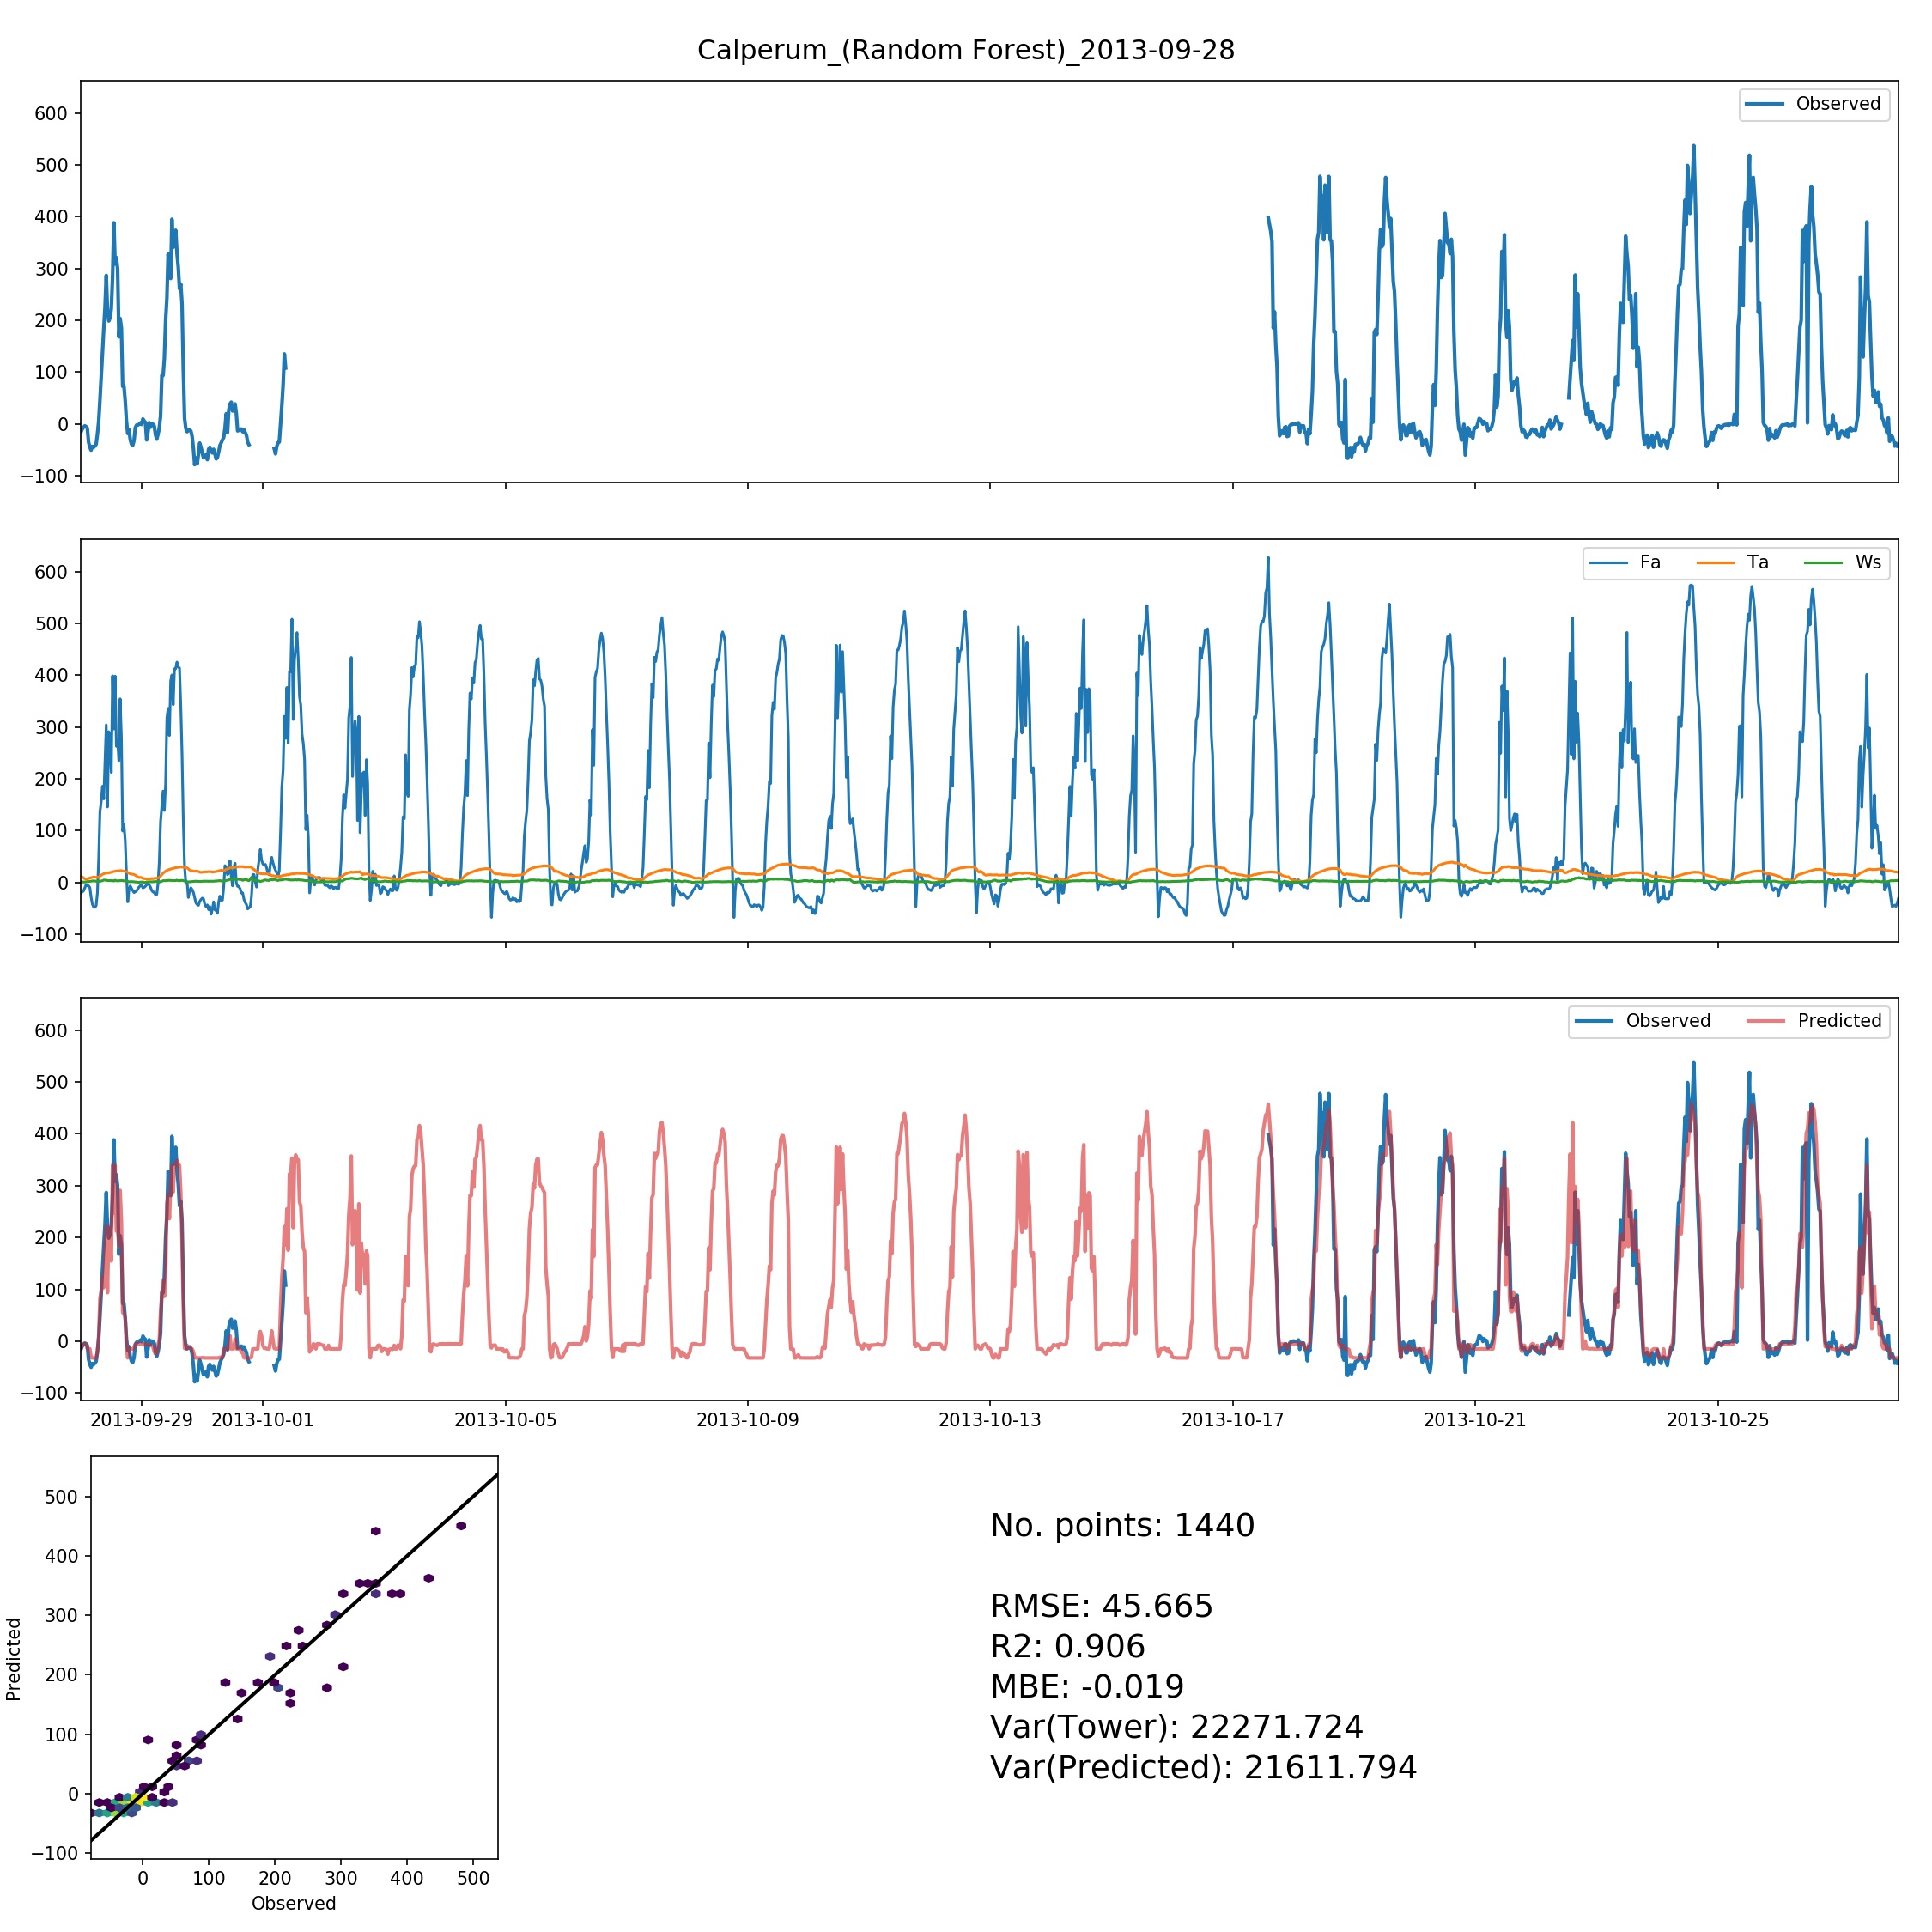 Calperum_(Random Forest)_2013-09-28
600
500
400
300
200
100
0
−100
Observed
600
500
400
300
200
100
0
−100
Fa Ta Ws
600
500
400
300
200
100
0
−100
Observed Predicted
2013-09-29 2013-10-01 2013-10-05 2013-10-09 2013-10-13 2013-10-17 2013-10-21 2013-10-25
500
400
300
200
100
0
−100
Predicted
0 100 200 300 400 500
Observed
No. points: 1440
RMSE: 45.665
R2: 0.906
MBE: -0.019
Var(Tower): 22271.724
Var(Predicted): 21611.794